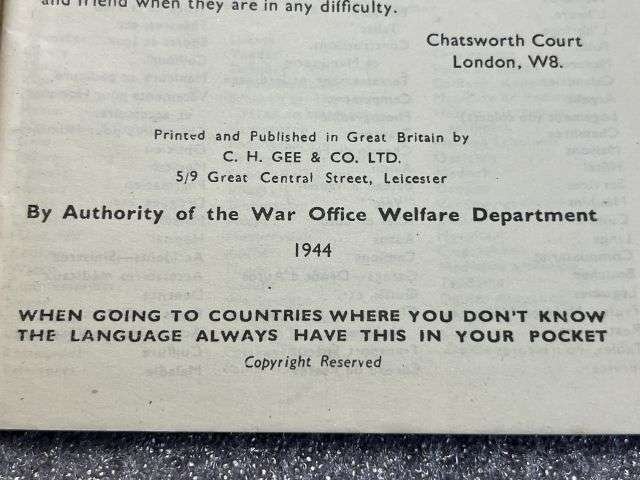 and friend when they are in any difficulty.
Chatsworth Court
London, W8.
Printed and Published in Great Britain by
C. H. GEE & CO. LTD.
5/9 Great Central Street, Leicester
By Authority of the War Office Welfare Department
1944
WHEN GOING TO COUNTRIES WHERE YOU DON'T KNOW
THE LANGUAGE ALWAYS HAVE THIS IN YOUR POCKET
Copyright Reserved